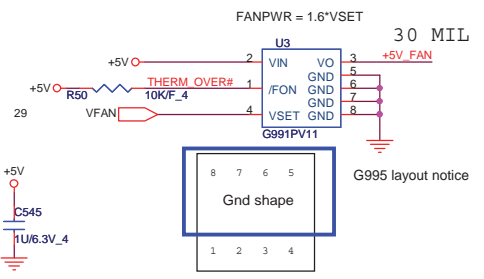 FANPWR = 1.6*VSET
30 MIL
U3
+5V 2 VIN VO 3 +5V_FAN
GND 5
+5V R50 10K/F_4 THERM_OVER# 1 /FON GND 6
GND 7
29 VFAN 4 VSET GND 8
G991PV11
G995 layout notice
8 7 6 5
Gnd shape
1 2 3 4
+5V
C545
1U/6.3V_4